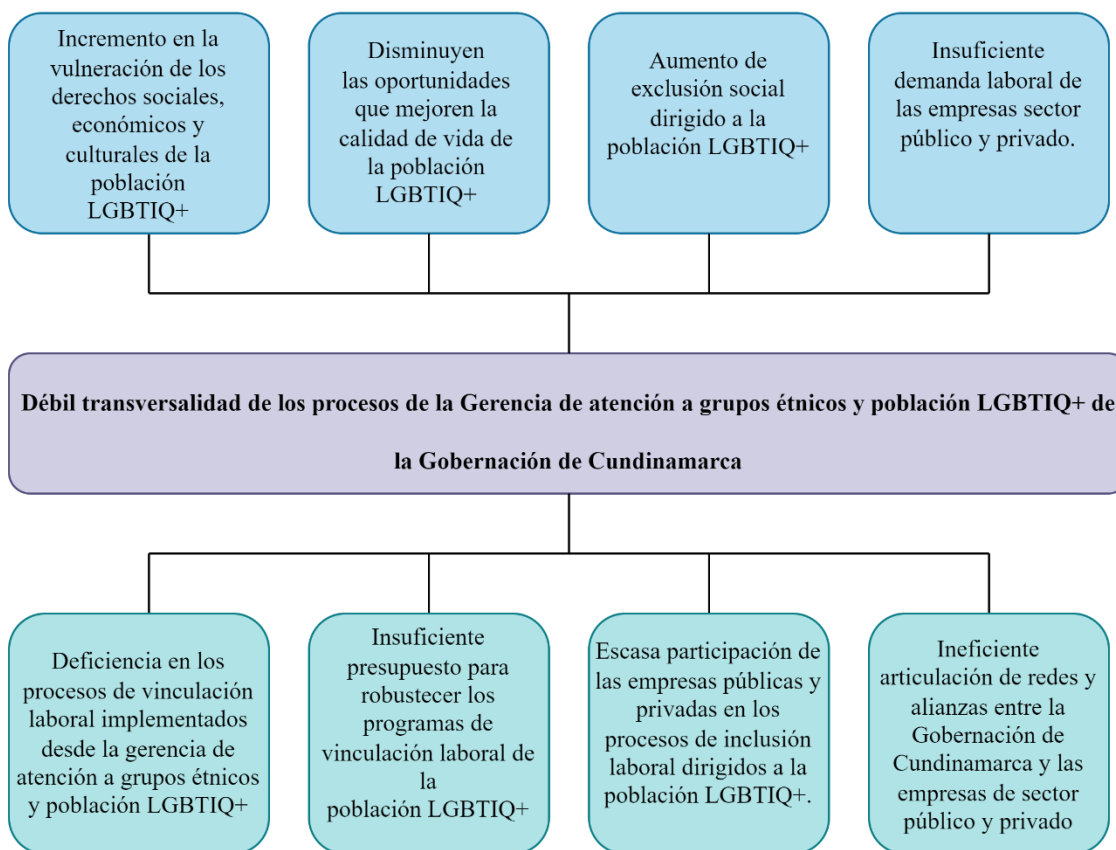 Incremento en la
vulneración de los
derechos sociales,
económicos y
culturales de la
población
LGBTIQ+
Disminuyen
las oportunidades
que mejoren la
calidad de vida de
la población
LGBTIQ+
Aumento de
exclusión social
dirigido a la
población LGBTIQ+
Insuficiente
demanda laboral de
las empresas sector
público y privado.
Débil transversalidad de los procesos de la Gerencia de atención a grupos étnicos y población LGBTIQ+ de
la Gobernación de Cundinamarca
Deficiencia en los
procesos de vinculación
laboral implementados
desde la gerencia de
atención a grupos étnicos
y población LGBTIQ+
Insuficiente
presupuesto para
robustecer los
programas de
vinculación laboral de
la
población LGBTIQ+
Escasa participación de
las empresas públicas y
privadas en los
procesos de inclusión
laboral dirigidos a la
población LGBTIQ+.
Ineficiente
articulación de redes y
alianzas entre la
Gobernación de
Cundinamarca y las
empresas de sector
público y privado